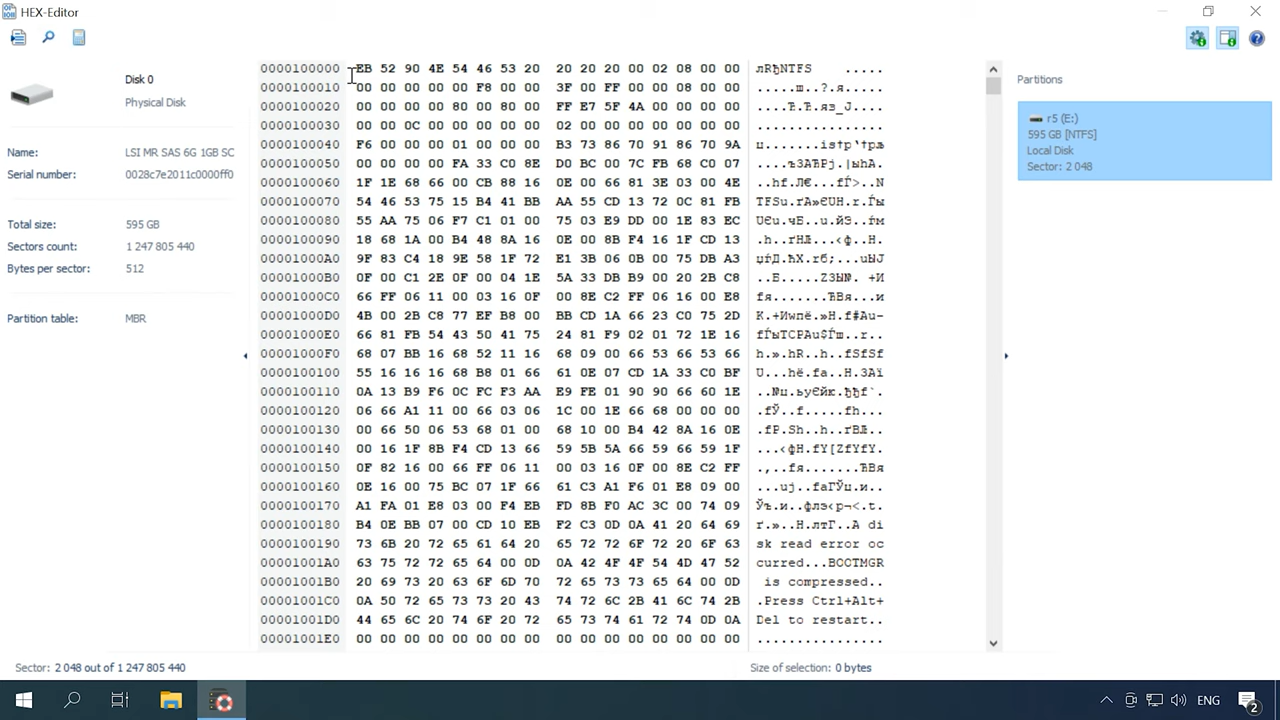 HEX-Editor
Disk 0
Physical Disk
Name: LSI MR SAS 6G 1GB SC
Serial number: 0028c7e2011c0000ff0
Total size: 595 GB
Sectors count: 1 247 805 440
Bytes per sector: 512
Partition table: MBR
0000100000 EB 52 90 4E 54 46 53 20 20 20 20 00 02 08 00 00 лRђNTFS .....
0000100010 00 00 00 00 00 F8 00 00 3F 00 FF 00 00 08 00 00 .....ш..?.я.....
0000100020 00 00 00 00 80 00 80 00 FF E7 5F 4A 00 00 00 00 ....Ђ.Ђ.яз_J....
0000100030 00 00 0C 00 00 00 00 00 02 00 00 00 00 00 00 00 ................
0000100040 F6 00 00 00 01 00 00 00 B3 73 86 70 91 86 70 9A
0000100050 00 00 00 00 FA 33 C0 8E D0 BC 00 7C FB 68 C0 07
0000100060 1F 1E 68 66 00 CB 88 16 0E 00 66 81 3E 03 00 4E
0000100070 54 46 53 75 15 B4 41 BB AA 55 CD 13 72 0C 81 FB
0000100080 55 AA 75 06 F7 C1 01 00 75 03 E9 DD 00 1E 83 EC
0000100090 18 68 1A 00 B4 48 8A 16 0E 00 8B F4 16 1F CD 13
00001000A0 9F 83 C4 18 9E 58 1F 72 E1 3B 06 0B 00 75 DB A3
00001000B0 0F 00 C1 2E 0F 00 04 1E 5A 33 DB B9 00 20 2B C8
00001000C0 66 FF 06 11 00 03 16 0F 00 8E C2 FF 06 16 00 E8
00001000D0 4B 00 2B C8 77 EF B8 00 BB CD 1A 66 23 C0 75 2D
00001000E0 66 81 FB 54 43 50 41 75 24 81 F9 02 01 72 1E 16
00001000F0 68 07 BB 16 68 52 11 16 68 09 00 66 53 66 53 66 h.».hR..h..fSfSf
0000100100 55 16 16 16 68 B8 01 66 61 0E 07 CD 1A 33 C0 BF
0000100110 0A 13 B9 F6 0C FC F3 AA E9 FE 01 90 90 66 60 1E
0000100120 06 66 A1 11 00 66 03 06 1C 00 1E 66 68 00 00 00 .fЎ..f.....fh...
0000100130 00 66 50 06 53 68 01 00 68 10 00 B4 42 8A 16 0E
0000100140 00 16 1F 8B F4 CD 13 66 59 5B 5A 66 59 66 59 1F ...‹фН.fY[ZfYfY.
0000100150 0F 82 16 00 66 FF 06 11 00 03 16 0F 00 8E C2 FF
0000100160 0E 16 00 75 BC 07 1F 66 61 C3 A1 F6 01 E8 09 00
0000100170 A1 FA 01 E8 03 00 F4 EB FD 8B F0 AC 3C 00 74 09
0000100180 B4 0E BB 07 00 CD 10 EB F2 C3 0D 0A 41 20 64 69 ґ.»..Н.лтГ..A di
0000100190 73 6B 20 72 65 61 64 20 65 72 72 6F 72 20 6F 63 sk read error oc
00001001A0 63 75 72 72 65 64 00 0D 0A 42 4F 4F 54 4D 47 52 curred...BOOTMGR
00001001B0 20 69 73 20 63 6F 6D 70 72 65 73 73 65 64 00 0D is compressed..
00001001C0 0A 50 72 65 73 73 20 43 74 72 6C 2B 41 6C 74 2B .Press Ctrl+Alt+
00001001D0 44 65 6C 20 74 6F 20 72 65 73 74 61 72 74 0D 0A Del to restart..
00001001E0 00 00 00 00 00 00 00 00 00 00 00 00 00 00 00 00 ................
Partitions
r5 (E:)
595 GB [NTFS]
Local Disk
Sector: 2 048
Sector: 2 048 out of 1 247 805 440
Size of selection: 0 bytes
ENG
2